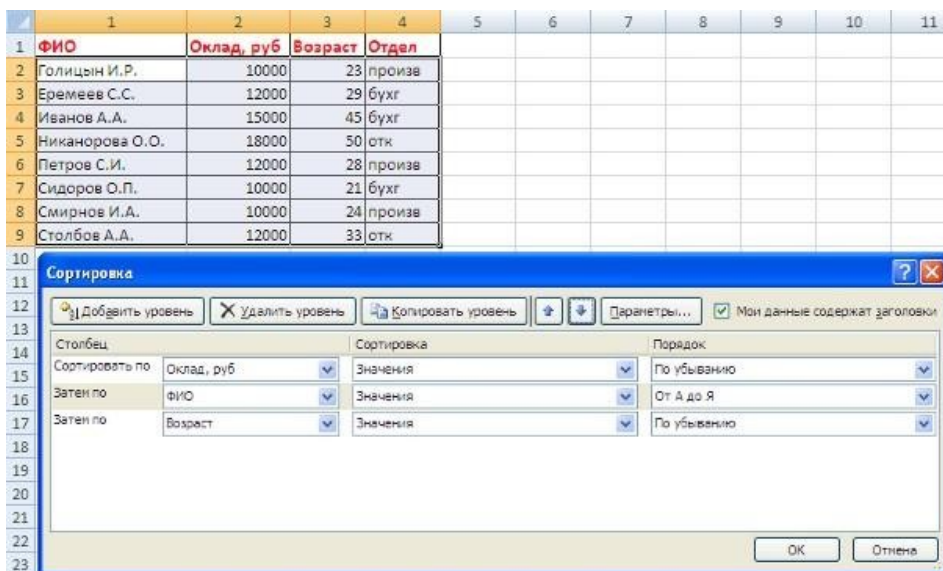 1 2 3 4 5 6 7 8 9 10 11
1 ФИО Оклад, руб Возраст Отдел
2 Голицын И.Р. 10000 23 произв
3 Еремеев С.С. 12000 29 бухг
4 Иванов А.А. 15000 45 бухг
5 Никанорова О.О. 18000 50 отк
6 Петров С.И. 12000 28 произв
7 Сидоров О.П. 10000 21 бухг
8 Смирнов И.А. 10000 24 произв
9 Столбов А.А. 12000 33 отк
10
11 Сортировка ?
12 Добавить уровень Удалить уровень Копировать уровень Параметры... Мои данные содержат заголовки
13
14 Столбец Сортировка Порядок
15 Сортировать по Оклад, руб Значения По убыванию
16 Затем по ФИО Значения От А до Я
17 Затем по Возраст Значения По убыванию
18
19
20
21
22 ОК Отмена
23